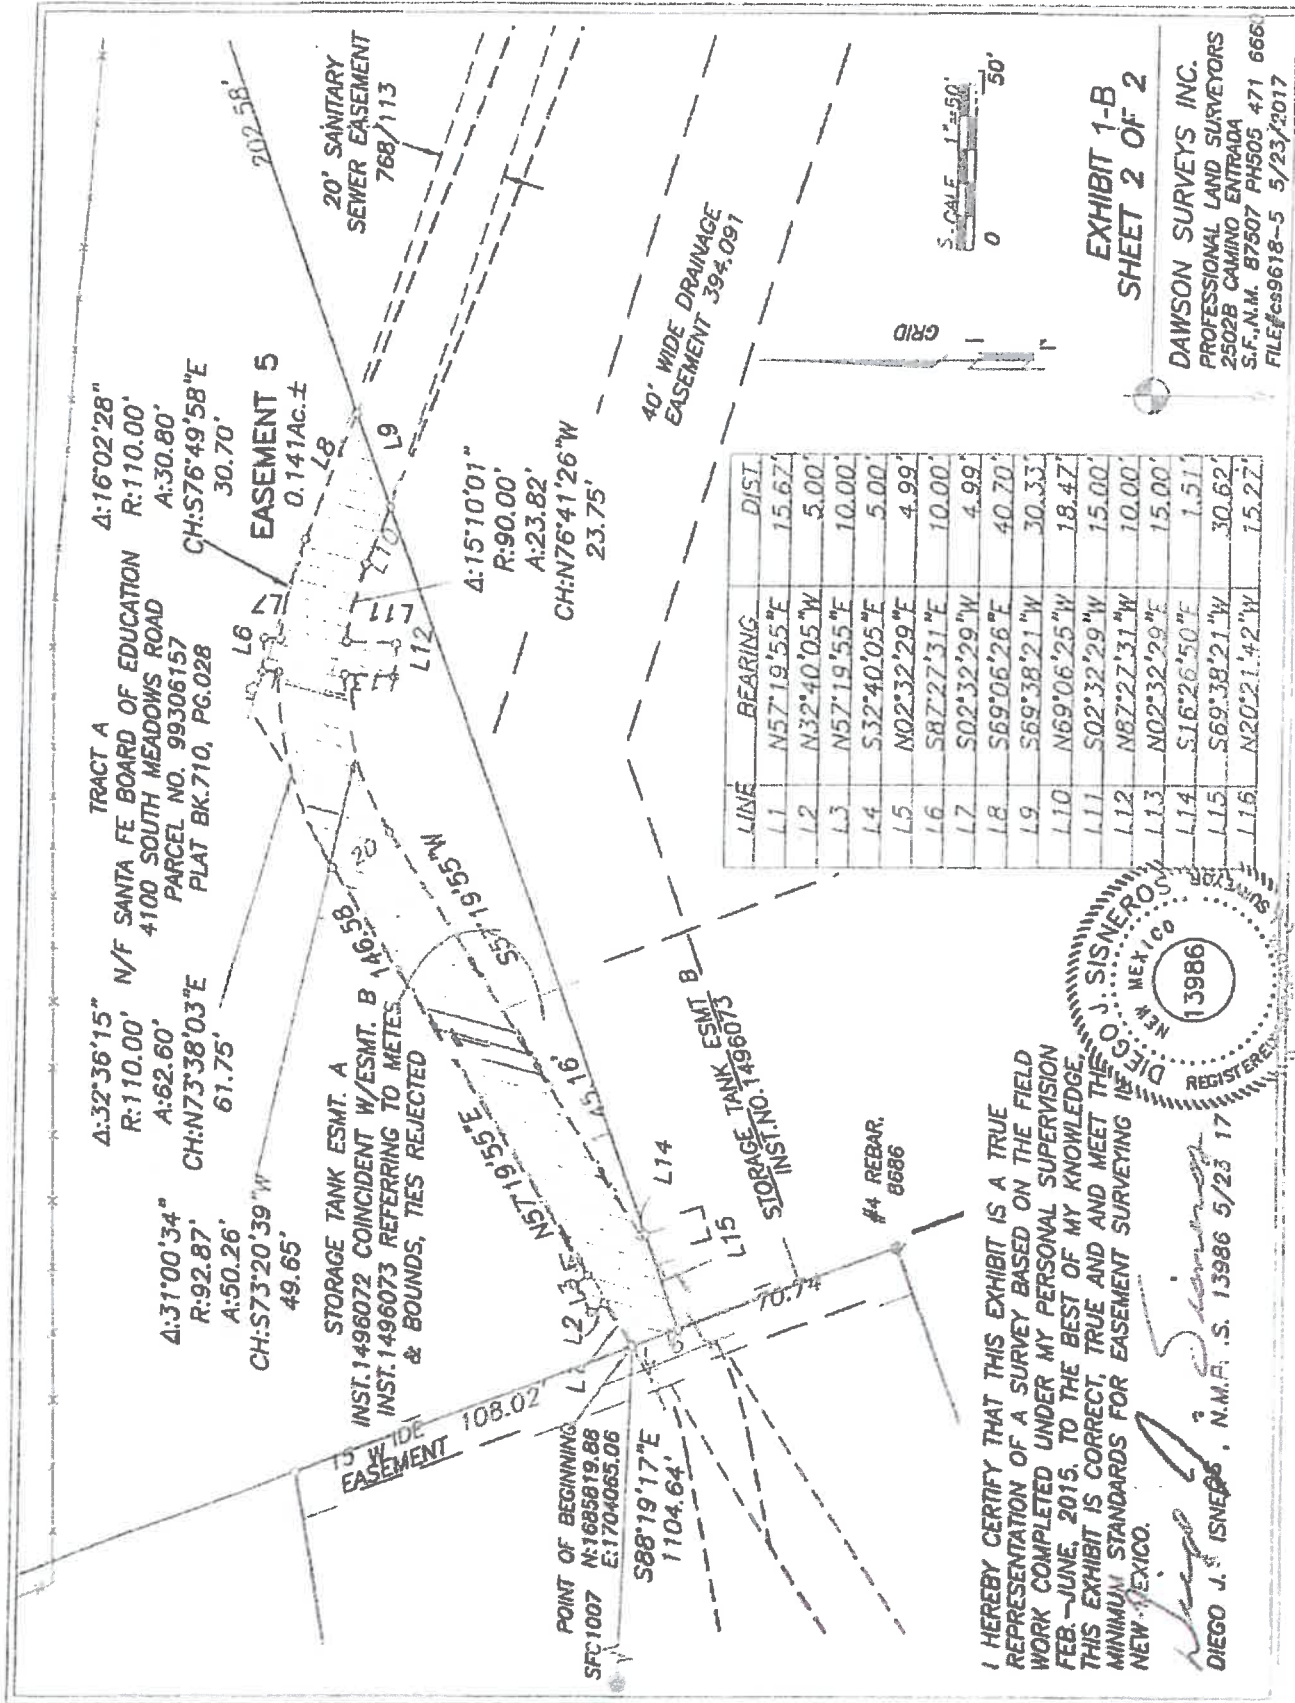 Δ:16°02'28"
R:110.00'
A:30.80'
CH:S76°49'58"E
30.70'
TRACT A
N/F SANTA FE BOARD OF EDUCATION
4100 SOUTH MEADOWS ROAD
PARCEL NO. 99306157
PLAT BK.710, PG.028
Δ:32°36'15"
R:110.00'
A:62.60'
CH:N73°38'03"E
61.75'
Δ:31°00'34"
R:92.87'
A:50.26'
CH:S73°20'39"W
49.65'
STORAGE TANK ESMT. A
INST.1496072 COINCIDENT W/ESMT. B
INST.1496073 REFERRING TO METES
& BOUNDS, TIES REJECTED
EASEMENT 5
0.141Ac.±
20' SANITARY
SEWER EASEMENT
768/113
202.58'
L6
L7
L8
L9
L10
L11
L12
Δ:15°10'01"
R:90.00'
A:23.82'
CH:N76°41'26"W
23.75'
40' WIDE DRAINAGE
EASEMENT 394.091
146.58
20
N57°19'55"E
S57°19'55"W
45.16'
L2
L3
L14
L15
15' WIDE
EASEMENT
108.02'
70.74
POINT OF BEGINNING
SFC1007 N:1685819.88
E:1704065.06
S88°19'17"E
1104.64'
STORAGE TANK ESMT B
INST.NO.1496073
#4 REBAR.
8686
LINE BEARING DIST
L1 N57°19'55"E 15.67'
L2 N32°40'05"W 5.00'
L3 N57°19'55"E 10.00'
L4 S32°40'05"E 5.00'
L5 N02°32'29"E 4.99'
L6 S87°27'31"E 10.00'
L7 S02°32'29"W 4.99'
L8 S69°06'26"E 40.70'
L9 S69°38'21"W 30.33'
L10 N69°06'25"W 18.47'
L11 S02°32'29"W 15.00'
L12 N87°27'31"W 10.00'
L13 N02°32'29"E 15.00'
L14 S16°26'50"E 1.51'
L15 S69°38'21"W 30.62'
L16 N20°21'42"W 15.27'
GRID
SCALE 1"=50'
0 50'
EXHIBIT 1-B
SHEET 2 OF 2
DAWSON SURVEYS INC.
PROFESSIONAL LAND SURVEYORS
2502B CAMINO ENTRADA
S.F.,N.M. 87507 PH505 471 6660
FILE#cs9618-5 5/23/2017
I HEREBY CERTIFY THAT THIS EXHIBIT IS A TRUE
REPRESENTATION OF A SURVEY BASED ON THE FIELD
WORK COMPLETED UNDER MY PERSONAL SUPERVISION
FEB.-JUNE, 2015. TO THE BEST OF MY KNOWLEDGE,
THIS EXHIBIT IS CORRECT, TRUE AND AND MEET THE
MINIMUM STANDARDS FOR EASEMENT SURVEYING IN
NEW MEXICO.
DIEGO J. SISNEROS, N.M.P.S. 13986 5/23 17
DIEGO J. SISNEROS
NEW MEXICO
13986
REGISTERED
SURVEYOR